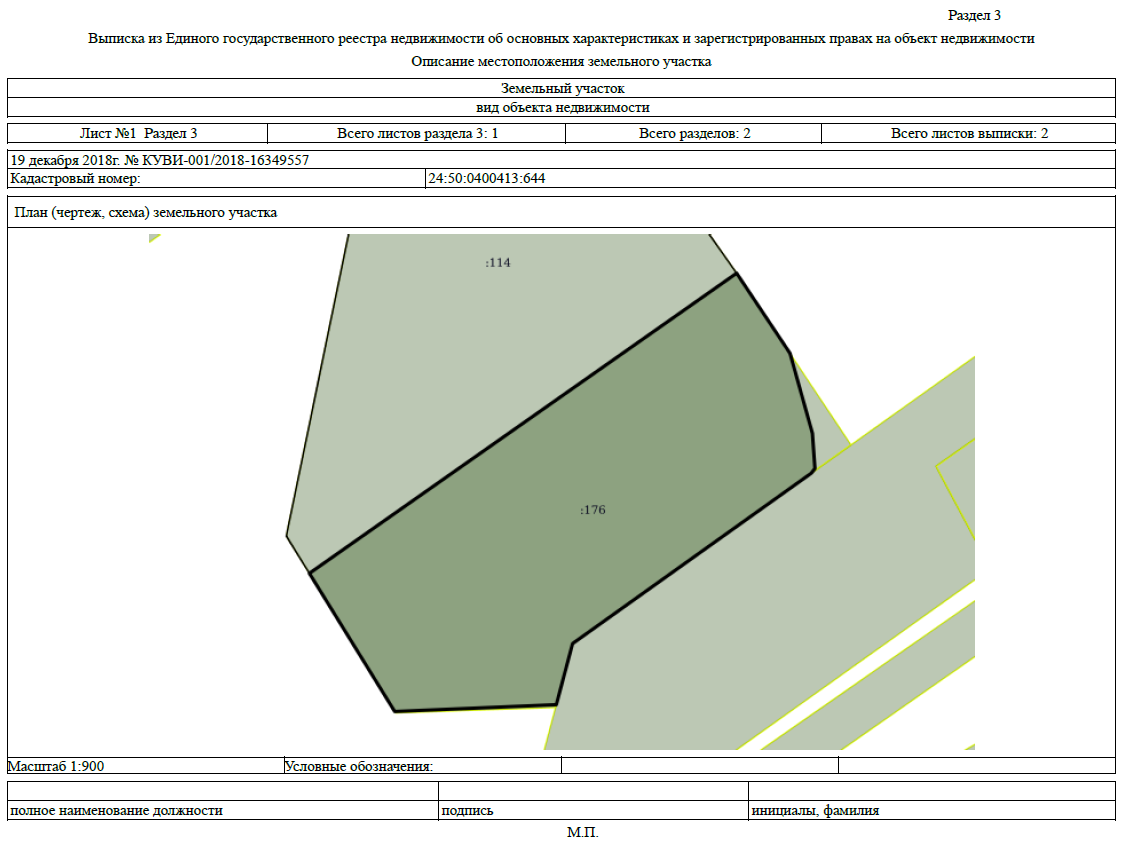 Раздел 3
Выписка из Единого государственного реестра недвижимости об основных характеристиках и зарегистрированных правах на объект недвижимости
Описание местоположения земельного участка
Земельный участок
вид объекта недвижимости
Лист №1 Раздел 3 Всего листов раздела 3: 1 Всего разделов: 2 Всего листов выписки: 2
19 декабря 2018г. № КУВИ-001/2018-16349557
Кадастровый номер: 24:50:0400413:644
План (чертеж, схема) земельного участка
:114
:176
Масштаб 1:900 Условные обозначения:
полное наименование должности подпись инициалы, фамилия
М.П.